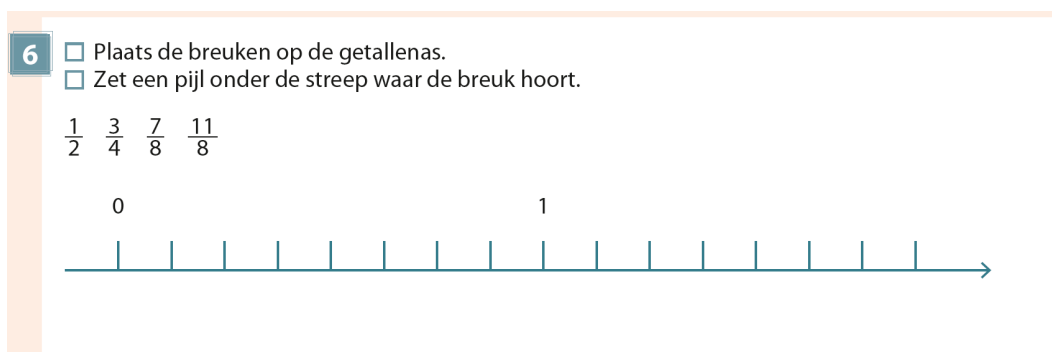 6
Plaats de breuken op de getallenas.
Zet een pijl onder de streep waar de breuk hoort.
1/2 3/4 7/8 11/8
0 1